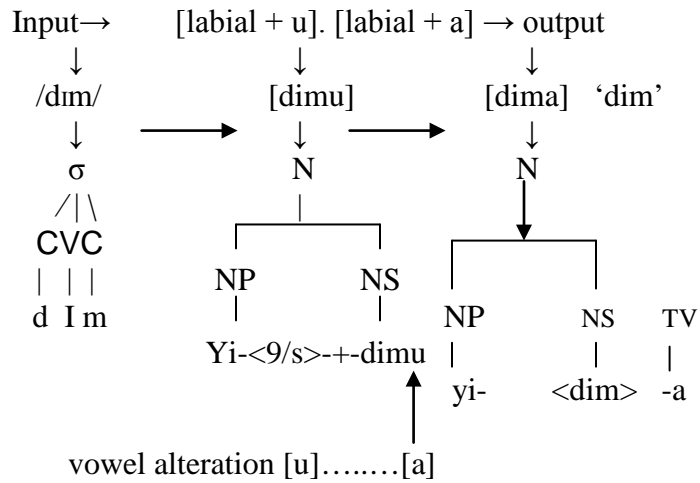 Input→ [labial + u]. [labial + a] → output
/dɪm/ [dimu] [dima] ‘dim’
σ N N
CVC
NP NS
d I m NP NS TV
Yi-<9/s>-+-dimu
yi- <dim> -a
vowel alteration [u]…..…[a]